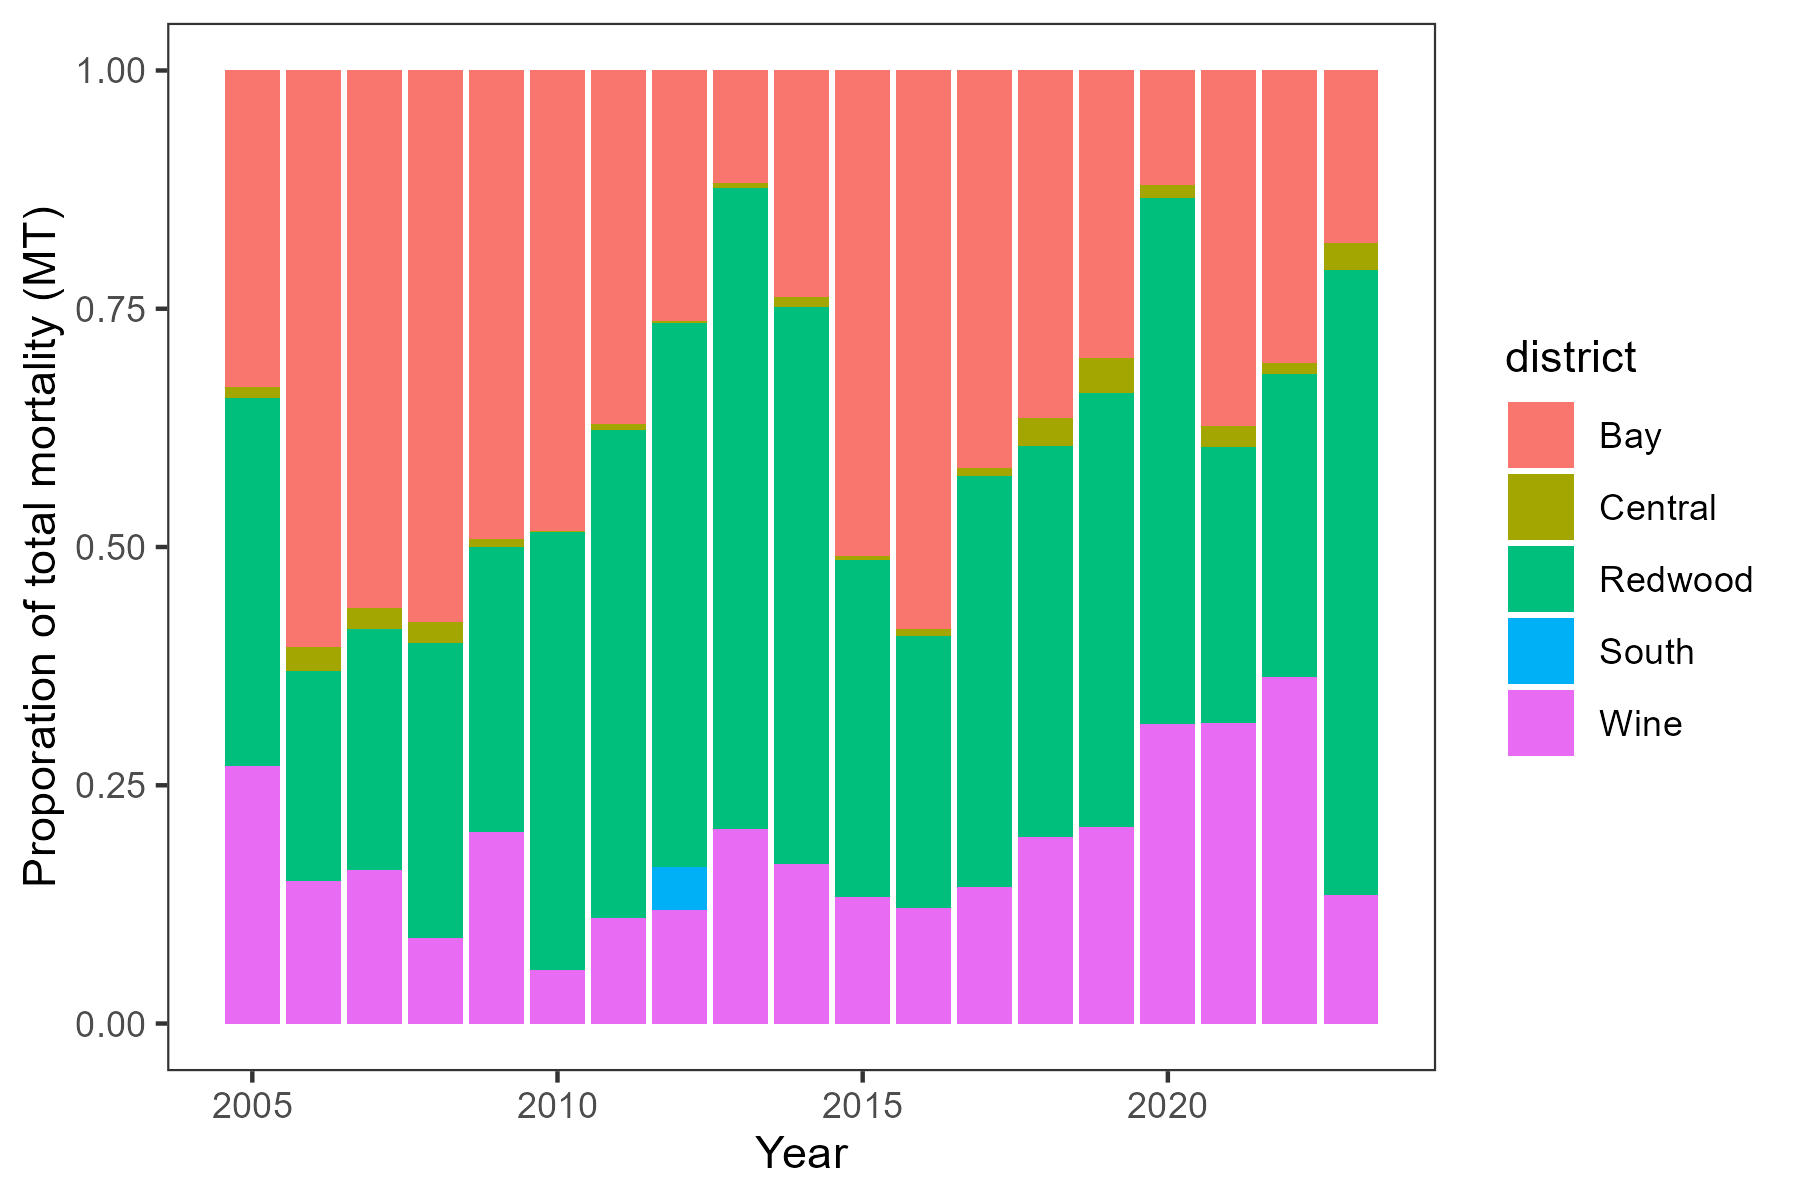 Proporation of total mortality (MT)
1.00
0.75
0.50
0.25
0.00
2005 2010 2015 2020
Year
district
Bay
Central
Redwood
South
Wine